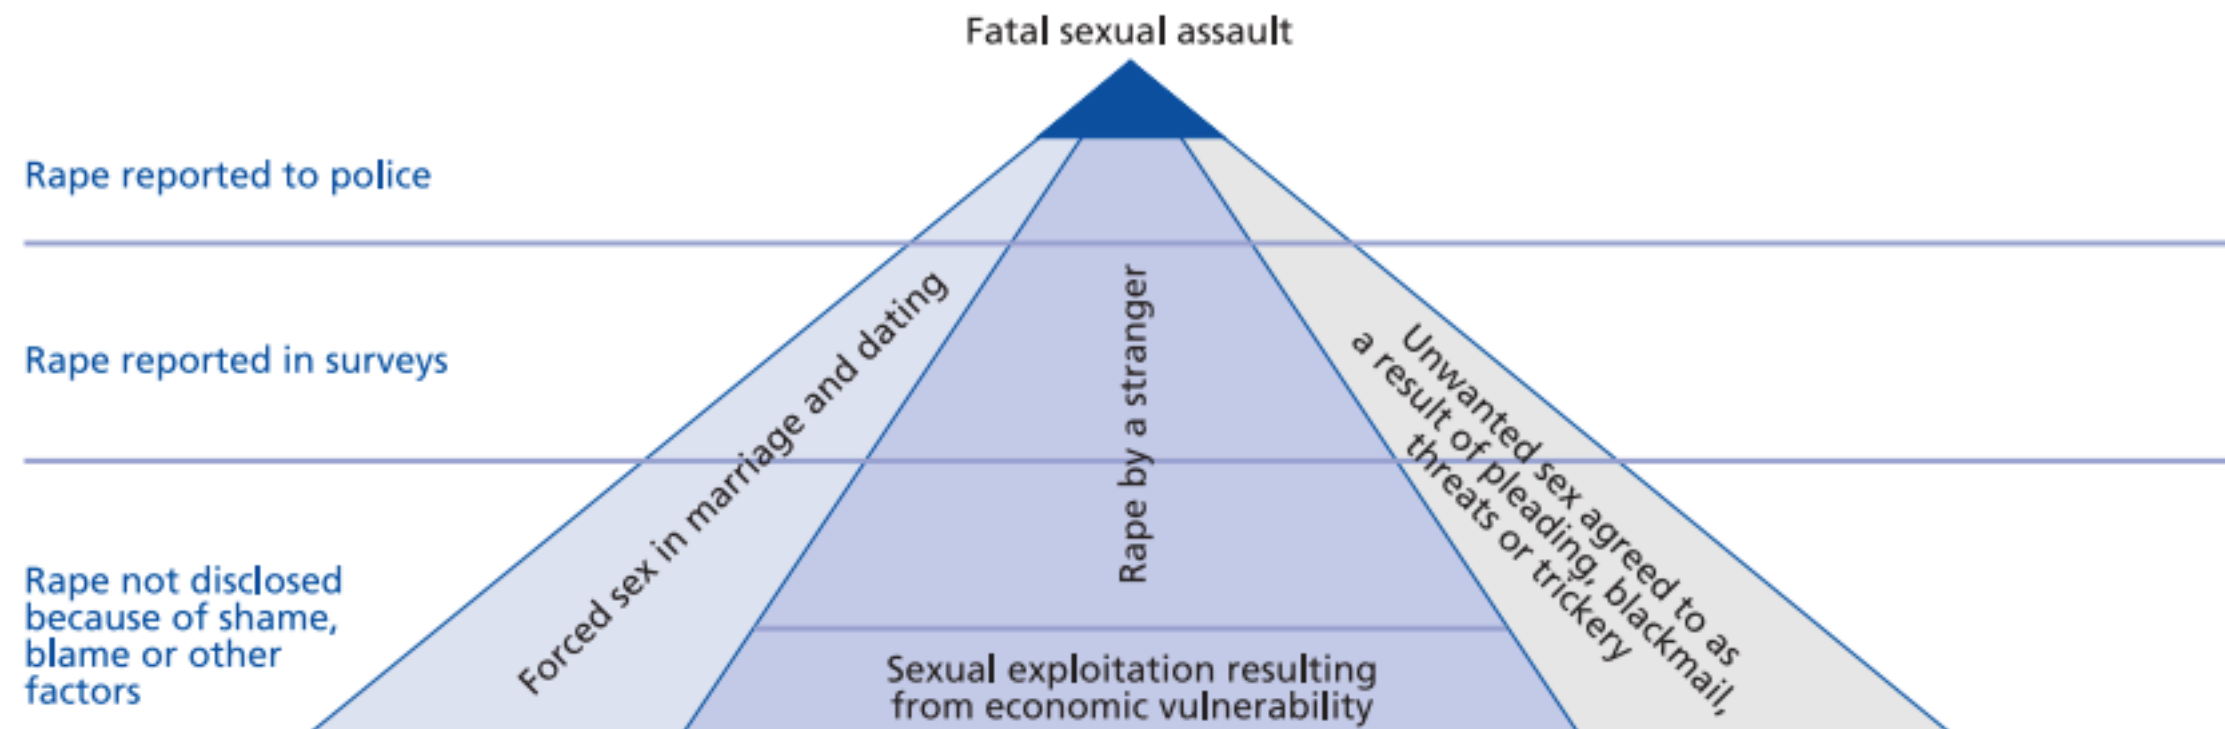 Fatal sexual assault
Rape reported to police
Rape reported in surveys
Rape not disclosed
because of shame,
blame or other
factors
Forced sex in marriage and dating
Rape by a stranger
Sexual exploitation resulting
from economic vulnerability
Unwanted sex agreed to as
a result of pleading, blackmail,
threats or trickery